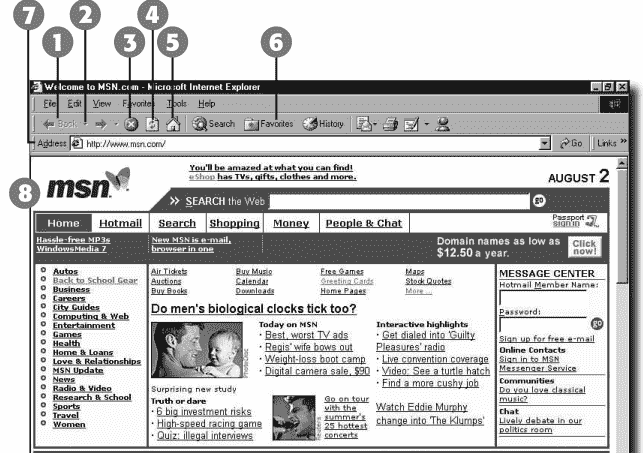 7 2 4
1 3 5 6
Welcome to MSN.com - Microsoft Internet Explorer
File Edit View Favorites Tools Help
Back Search Favorites History
Address http://www.msn.com/ Go Links »
8
msn
You'll be amazed at what you can find!
eShop has TVs, gifts, clothes and more.
AUGUST 2
>> SEARCH the Web go
Home Hotmail Search Shopping Money People & Chat
Passport
sign in
Hassle-free MP3s
WindowsMedia 7
New MSN is e-mail,
browser in one
Domain names as low as
$12.50 a year.
Click
now!
Autos
Back to School Gear
Business
Careers
City Guides
Computing & Web
Entertainment
Games
Health
Home & Loans
Love & Relationships
MSN Update
News
Radio & Video
Research & School
Sports
Travel
Women
Air Tickets Buy Music Free Games Maps
Auctions Calendar Greeting Cards Stock Quotes
Buy Books Downloads Home Pages More ...
Do men's biological clocks tick too?
Surprising new study
Truth or dare
· 6 big investment risks
· High-speed racing game
· Quiz: illegal interviews
Today on MSN
· Best, worst TV ads
· Regis' wife bows out
· Weight-loss boot camp
· Digital camera sale, $90
Go on tour
with the
summer's
25 hottest
concerts
Interactive highlights
· Get dialed into 'Guilty
Pleasures' radio
· Live convention coverage
· Video: See a turtle hatch
· Find a more cushy job
Watch Eddie Murphy
change into 'The Klumps'
MESSAGE CENTER
Hotmail Member Name:
Password:
go
Sign up for free e-mail
Online Contacts
Sign in to MSN
Messenger Service
Communities
Do you love classical
music?
Chat
Lively debate in our
politics room